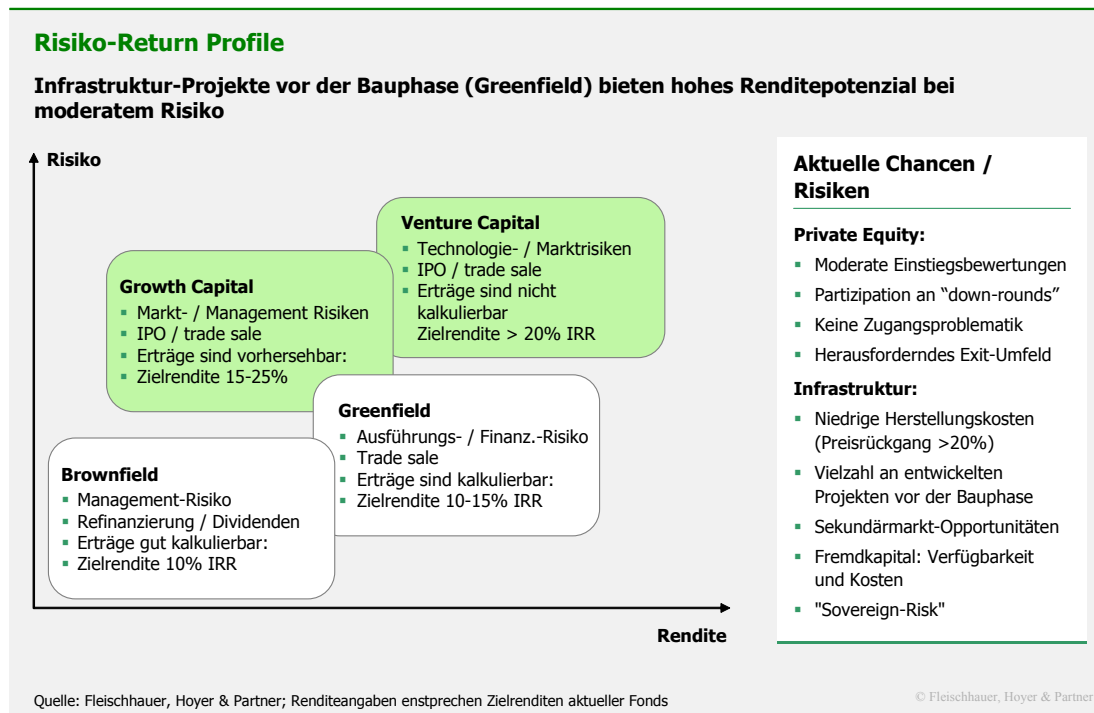 Risiko-Return Profile
Infrastruktur-Projekte vor der Bauphase (Greenfield) bieten hohes Renditepotenzial bei
moderatem Risiko
Risiko
Venture Capital
Technologie- / Marktrisiken
IPO / trade sale
Erträge sind nicht
kalkulierbar
Zielrendite > 20% IRR
Growth Capital
Markt- / Management Risiken
IPO / trade sale
Erträge sind vorhersehbar:
Zielrendite 15-25%
Greenfield
Ausführungs- / Finanz.-Risiko
Trade sale
Erträge sind kalkulierbar:
Zielrendite 10-15% IRR
Brownfield
Management-Risiko
Refinanzierung / Dividenden
Erträge gut kalkulierbar:
Zielrendite 10% IRR
Rendite
Aktuelle Chancen /
Risiken
Private Equity:
Moderate Einstiegsbewertungen
Partizipation an “down-rounds”
Keine Zugangsproblematik
Herausforderndes Exit-Umfeld
Infrastruktur:
Niedrige Herstellungskosten
(Preisrückgang >20%)
Vielzahl an entwickelten
Projekten vor der Bauphase
Sekundärmarkt-Opportunitäten
Fremdkapital: Verfügbarkeit
und Kosten
"Sovereign-Risk"
Quelle: Fleischhauer, Hoyer & Partner; Renditeangaben enstprechen Zielrenditen aktueller Fonds
© Fleischhauer, Hoyer & Partner